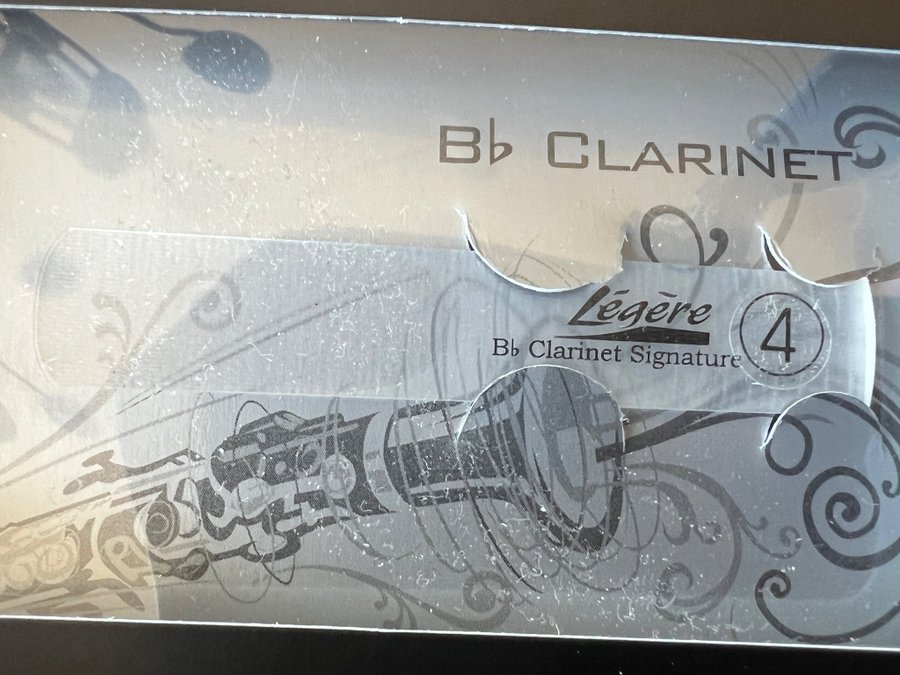 B♭ CLARINET
Légère
B♭ Clarinet Signature
4